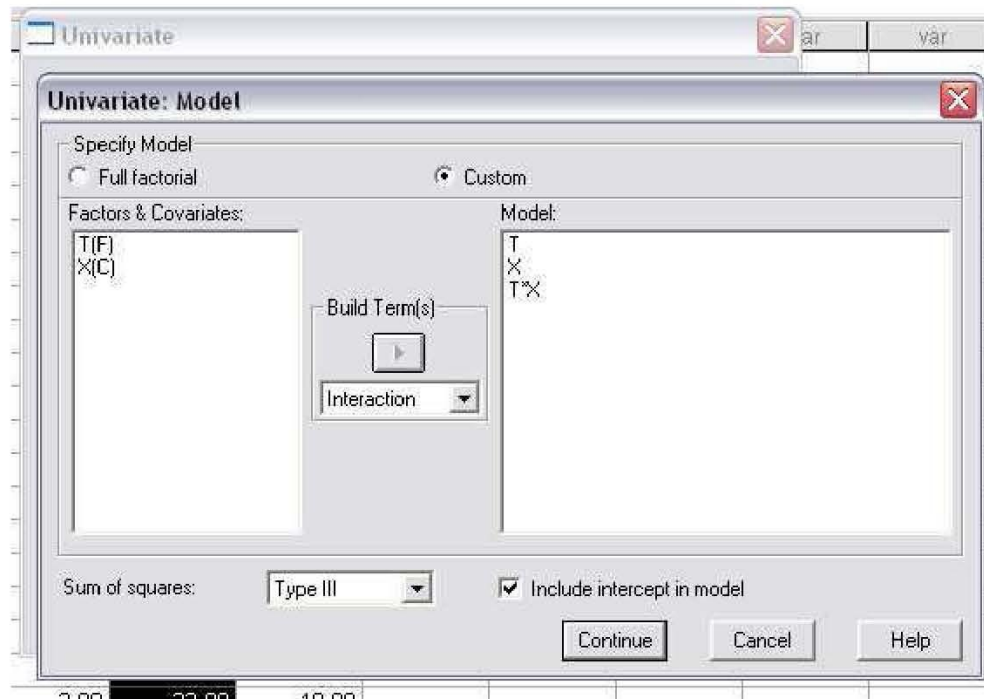 Univariate
ar
var
Univariate: Model
Specify Model
Full factorial
Custom
Factors & Covariates:
Model:
T(F)
X(C)
T
X
T*X
Build Term(s)
Interaction
Sum of squares:
Type III
Include intercept in model
Continue
Cancel
Help